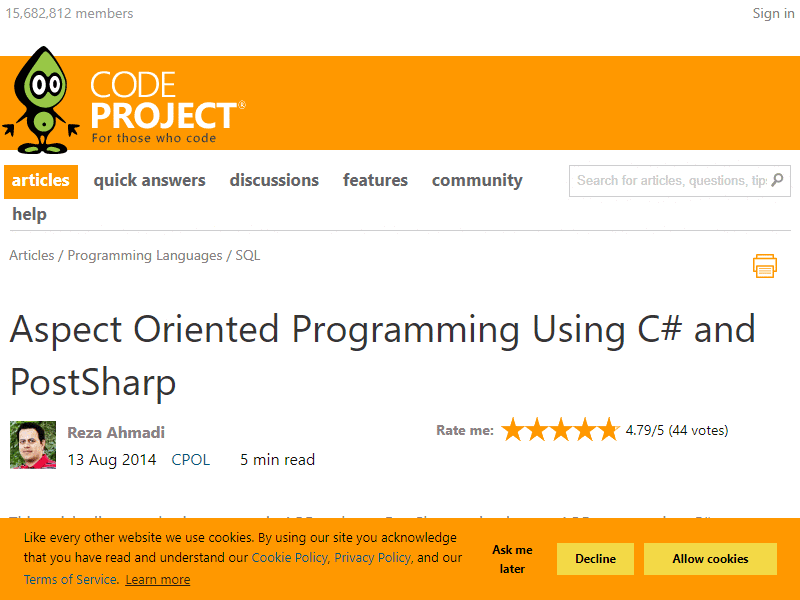 15,682,812 members
Sign in
CODE
PROJECT®
For those who code
articles quick answers discussions features community
Search for articles, questions, tips
help
Articles / Programming Languages / SQL
Aspect Oriented Programming Using C# and
PostSharp
Reza Ahmadi
Rate me: 4.79/5 (44 votes)
13 Aug 2014 CPOL 5 min read
Like every other website we use cookies. By using our site you acknowledge
that you have read and understand our Cookie Policy, Privacy Policy, and our
Terms of Service. Learn more
Ask me
later
Decline
Allow cookies